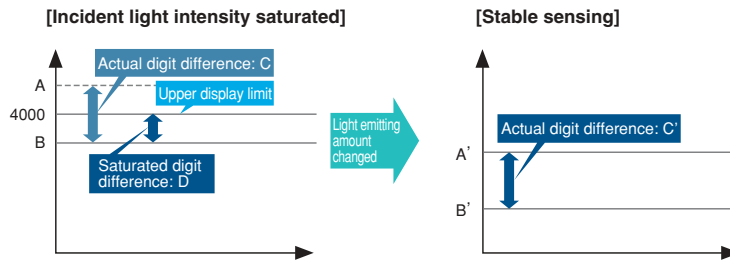 [Incident light intensity saturated]
[Stable sensing]
A
Actual digit difference: C
Upper display limit
4000
B
Saturated digit
difference: D
Light emitting
amount
changed
Actual digit difference: C’
A’
B’